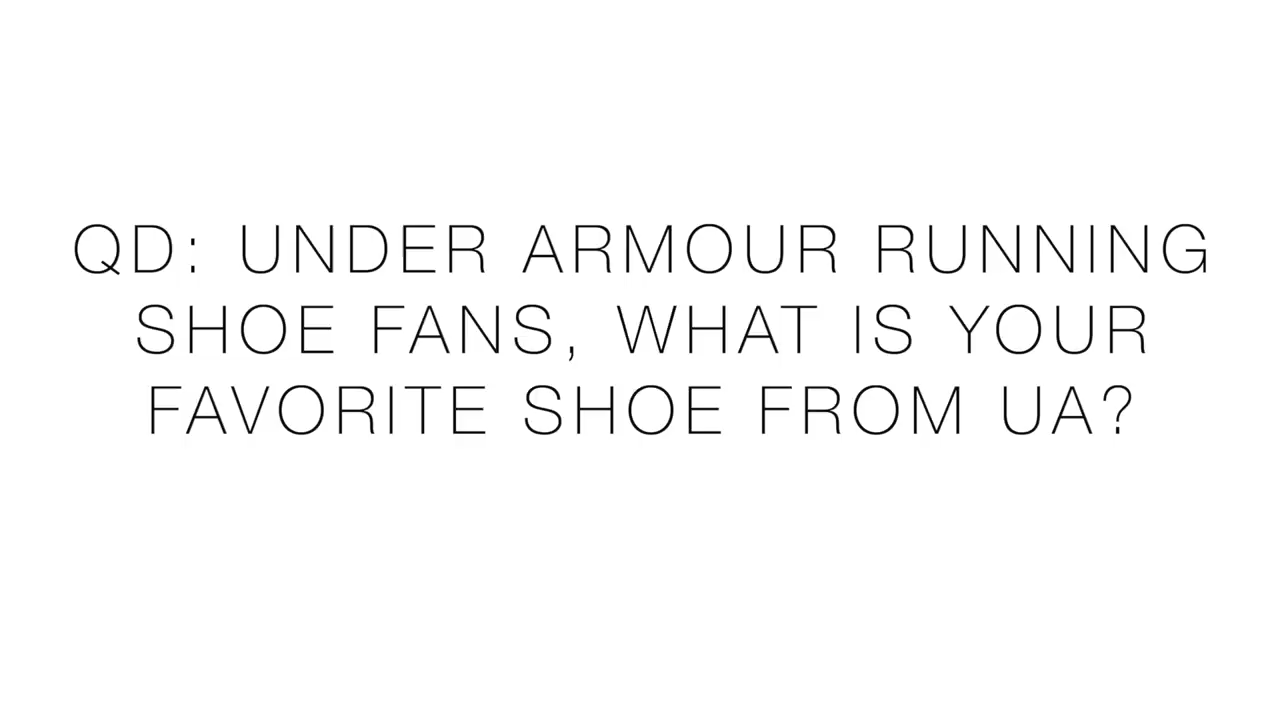 QD: UNDER ARMOUR RUNNING
SHOE FANS, WHAT IS YOUR
FAVORITE SHOE FROM UA?